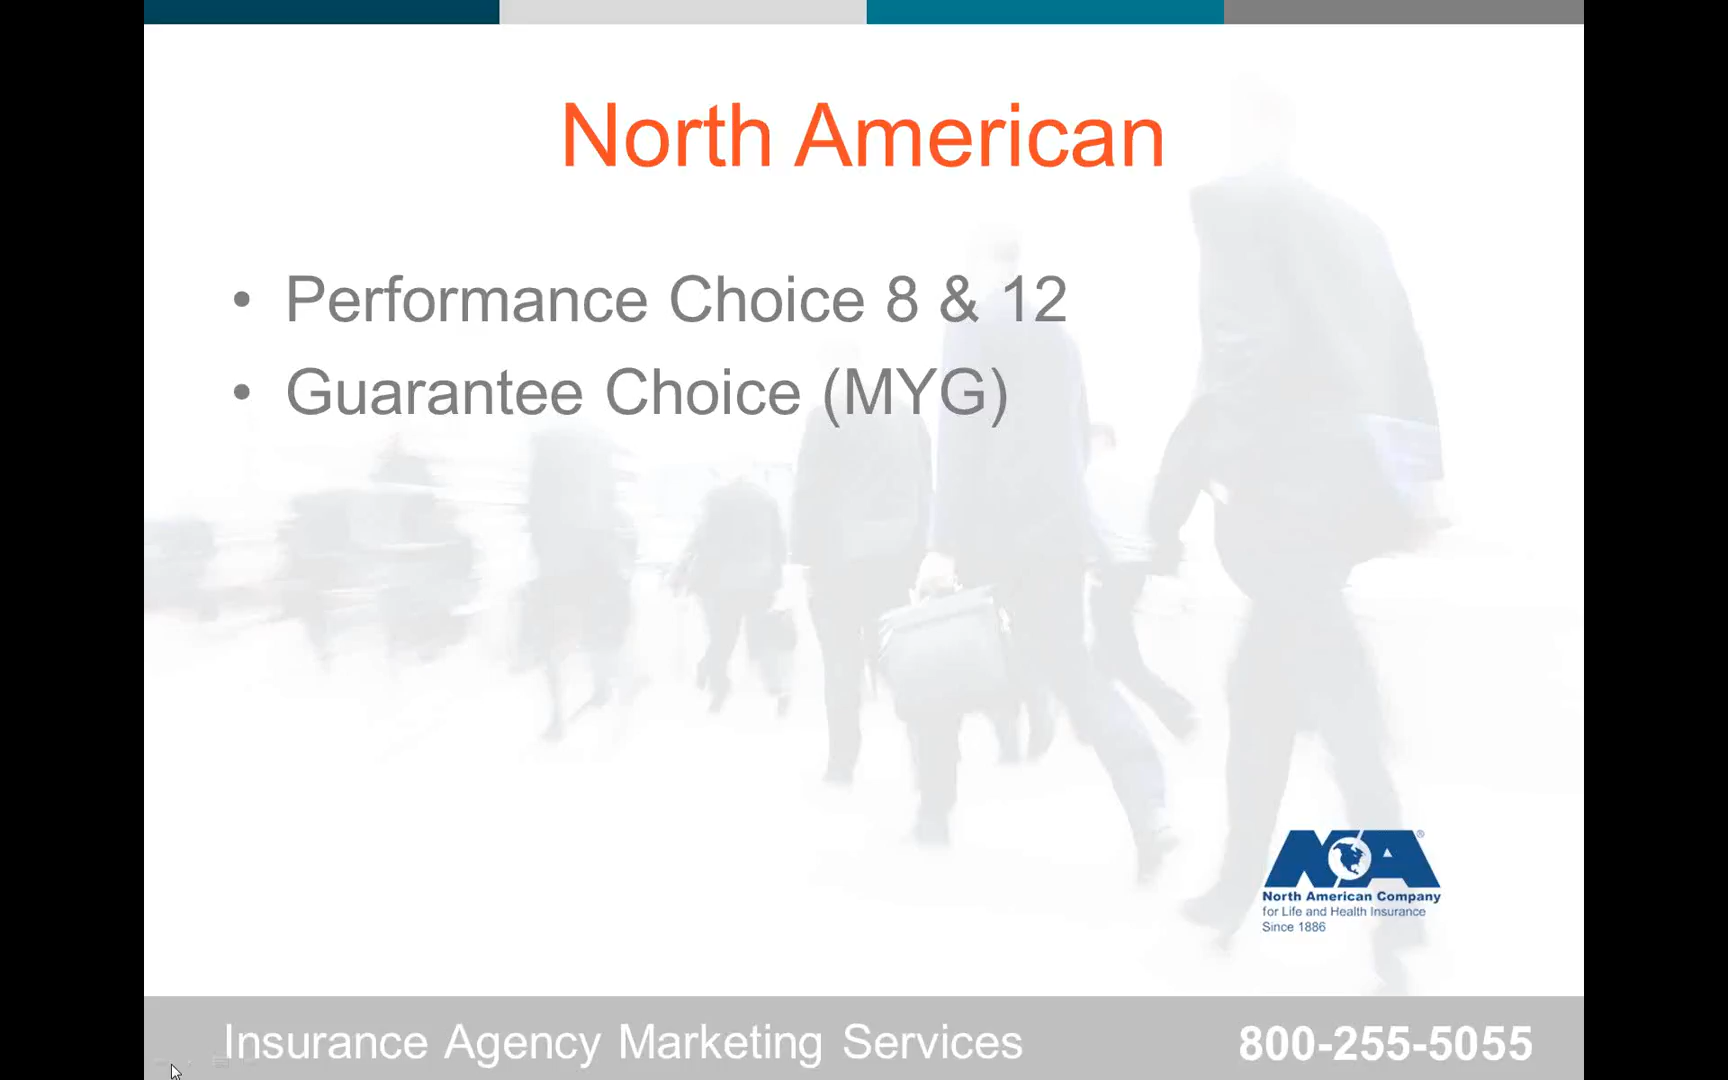 North American
• Performance Choice 8 & 12
• Guarantee Choice (MYG)
NA®
North American Company
for Life and Health Insurance
Since 1886
Insurance Agency Marketing Services
800-255-5055